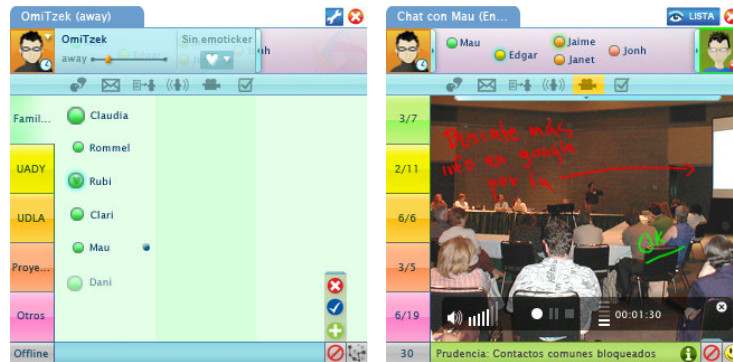 OmiTzek (away)
OmiTzek
Sin emoticker
away
Edgar
Jonh
Famil...
Claudia
Rommel
UADY
Rubi
UDLA
Clari
Mau
Proye...
Dani
Otros
Offline
Chat con Mau (En...
LISTA
Mau
Edgar
Jaime
Janet
Jonh
3/7
2/11
6/6
3/5
6/19
30
Buscate más
info en google
por fa
OK
00:01:30
Prudencia: Contactos comunes bloqueados